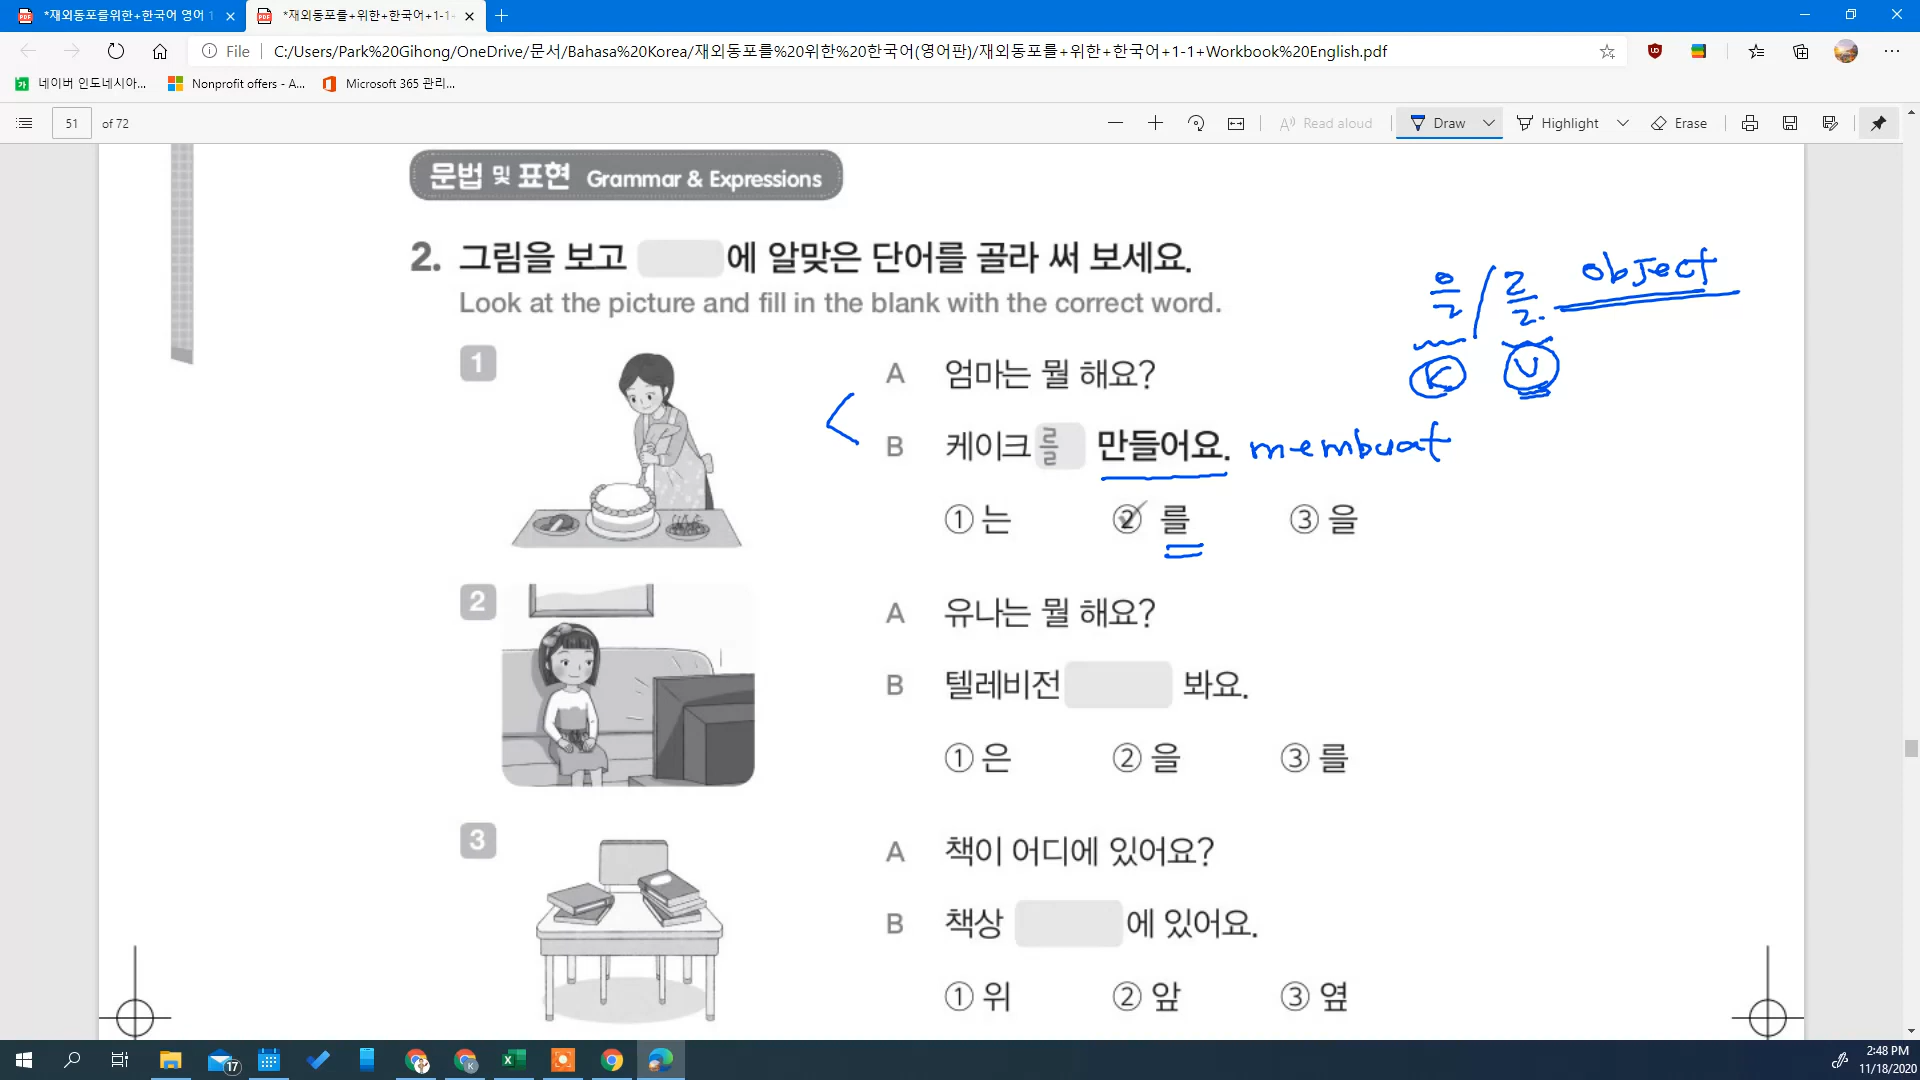 *재외동포를위한+한국어 영어 1
*재외동포를+위한+한국어+1-1-
File
C:/Users/Park%20Gihong/OneDrive/문서/Bahasa%20Korea/재외동포를%20위한%20한국어(영어판)/재외동포를+위한+한국어+1-1+Workbook%20English.pdf
네이버 인도네시아...
Nonprofit offers - A...
Microsoft 365 관리...
51 of 72
Read aloud
Draw
Highlight
Erase
문법 및 표현 Grammar & Expressions
2. 그림을 보고 에 알맞은 단어를 골라 써 보세요.
Look at the picture and fill in the blank with the correct word.
을/를 object
K V
1
A 엄마는 뭘 해요?
B 케이크 를 만들어요. membuat
① 는 ② 를 ③ 을
2
A 유나는 뭘 해요?
B 텔레비전 봐요.
① 은 ② 을 ③ 를
3
A 책이 어디에 있어요?
B 책상 에 있어요.
① 위 ② 앞 ③ 옆
17
2:48 PM
11/18/2020